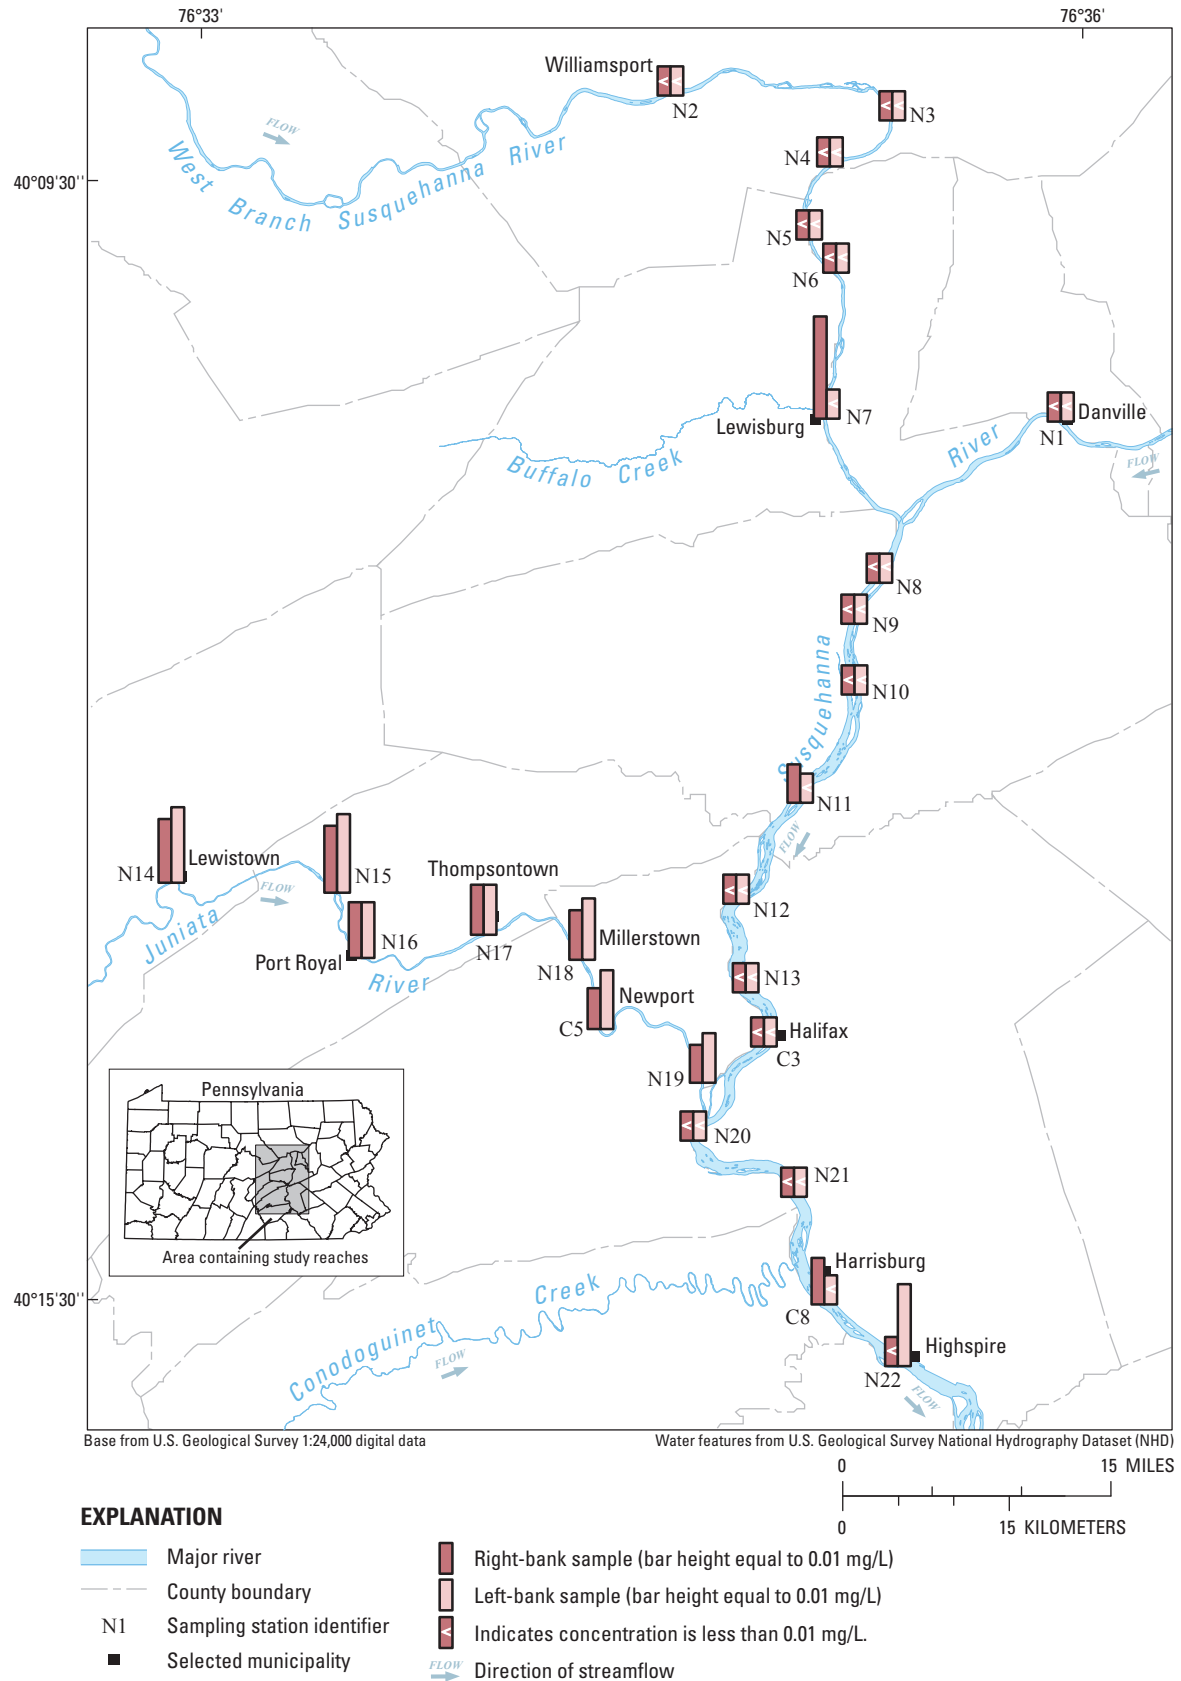 76°33'
76°36'
Williamsport
N2
N3
FLOW
West Branch Susquehanna River
N4
40°09'30''
N5
N6
N7
Lewisburg
Danville
N1
River
Buffalo Creek
FLOW
N8
N9
Susquehanna
N10
N11
FLOW
Lewistown
N14
N15
Thompsontown
FLOW
N12
Juniata
N16
N17
Millerstown
Port Royal
N18
River
N13
Newport
C5
Halifax
C3
N19
Pennsylvania
N20
N21
Area containing study reaches
Harrisburg
Creek
40°15'30''
C8
Conodoguinet
Highspire
FLOW
N22
FLOW
Base from U.S. Geological Survey 1:24,000 digital data
Water features from U.S. Geological Survey National Hydrography Dataset (NHD)
0 15 MILES
0 15 KILOMETERS
EXPLANATION
Major river
County boundary
N1 Sampling station identifier
Selected municipality
Right-bank sample (bar height equal to 0.01 mg/L)
Left-bank sample (bar height equal to 0.01 mg/L)
Indicates concentration is less than 0.01 mg/L.
FLOW Direction of streamflow